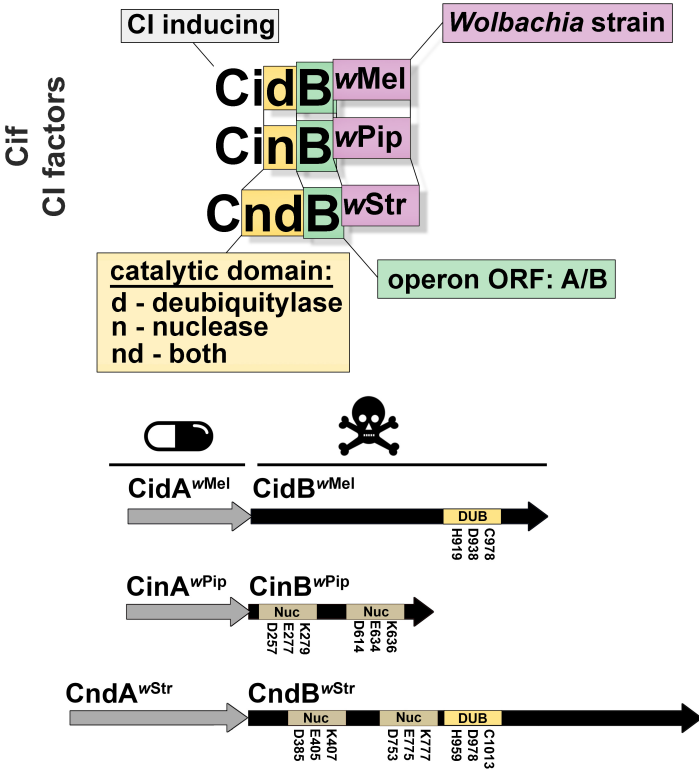 CI inducing
Wolbachia strain
Cif
CI factors
CidB wMel
CinB wPip
CndB wStr
catalytic domain:
d - deubiquitylase
n - nuclease
nd - both
operon ORF: A/B
CidA wMel CidB wMel
DUB
H919 D938 C978
CinA wPip CinB wPip
Nuc Nuc
D257 E277 K279 D614 E634 K636
CndA wStr CndB wStr
Nuc Nuc DUB
D385 E405 K407 D753 E775 K777 H959 D978 C1013